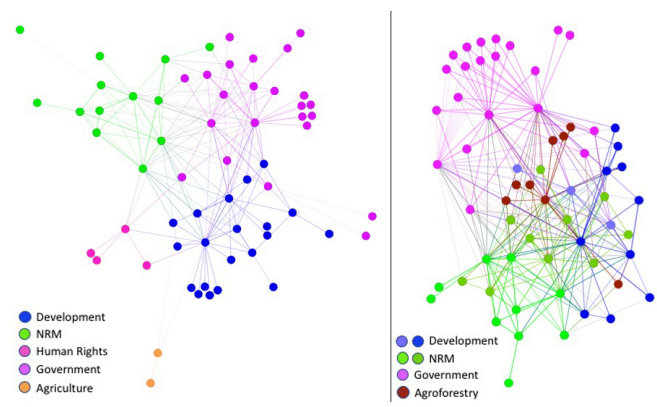 Development
NRM
Human Rights
Government
Agriculture
Development
NRM
Government
Agroforestry